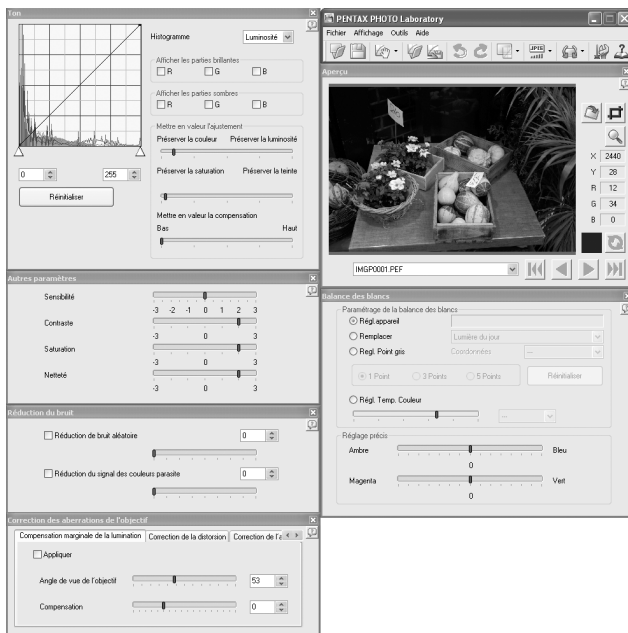 Ton
Histogramme
Luminosité
Afficher les parties brillantes
R G B
Afficher les parties sombres
R G B
Mettre en valeur l'ajustement
Préserver la couleur Préserver la luminosité
Préserver la saturation Préserver la teinte
Mettre en valeur la compensation
Bas Haut
0 255
Réinitialiser
Autres paramètres
Sensibilité
-3 -2 -1 0 1 2 3
Contraste
-3 0 3
Saturation
-3 0 3
Netteté
-3 0 3
Réduction du bruit
Réduction de bruit aléatoire 0
Réduction du signal des couleurs parasite 0
Correction des aberrations de l'objectif
Compensation marginale de la lumination Correction de la distorsion
Appliquer
Angle de vue de l'objectif 53
Compensation 0
PENTAX PHOTO Laboratory
Fichier Affichage Outils Aide
JPEG
Aperçu
X 2440
Y 28
R 12
G 34
B 0
IMGP0001.PEF
Balance des blancs
Paramétrage de la balance des blancs
Régl.appareil
Remplacer Lumière du jour
Regl. Point gris Coordonnées ---
1 Point 3 Points 5 Points Réinitialiser
Régl. Temp. Couleur
---
Réglage précis
Ambre Bleu
0
Magenta Vert
0